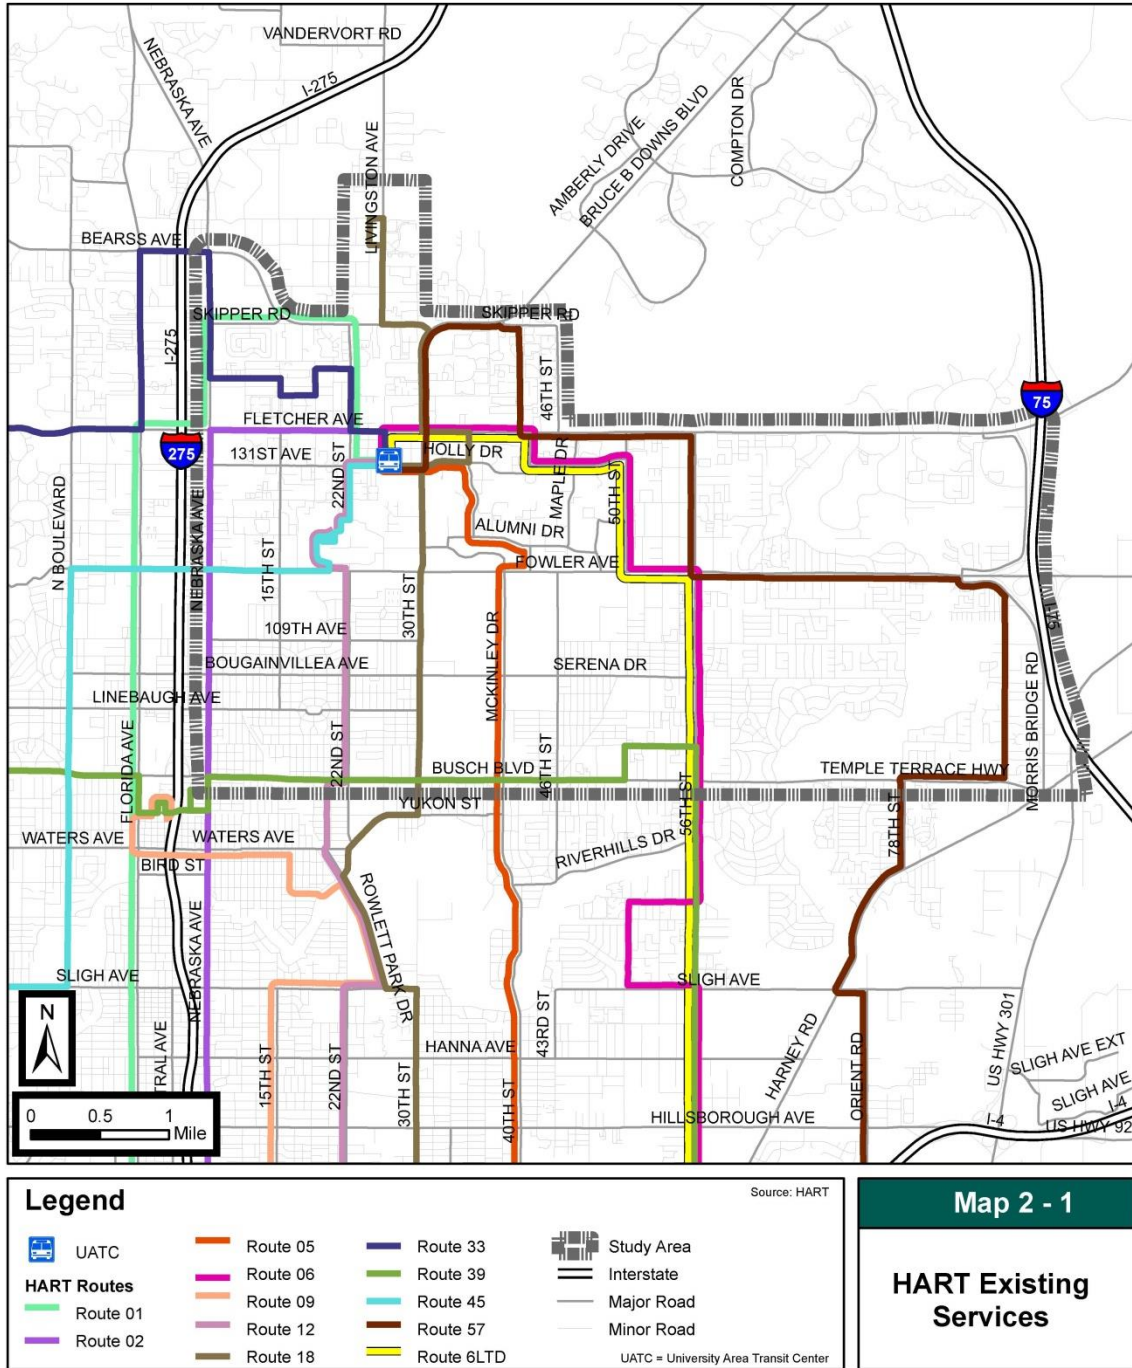 VANDERVORT RD
NEBRASKA AVE
I-275
LIVINGSTON AVE
AMBERLY DRIVE
BRUCE B DOWNS BLVD
COMPTON DR
BEARSS AVE
SKIPPER RD
SKIPPER RD
I-275
46TH ST
75
FLETCHER AVE
275
131ST AVE
22ND ST
HOLLY DR
MAPLE DR
50TH ST
N BOULEVARD
NEBRASKA AVE
15TH ST
ALUMNI DR
FOWLER AVE
30TH ST
I-75
109TH AVE
BOUGAINVILLEA AVE
SERENA DR
MCKINLEY DR
LINEBAUGH AVE
MORRIS BRIDGE RD
FLORIDA AVE
22ND ST
BUSCH BLVD
46TH ST
TEMPLE TERRACE HWY
YUKON ST
56TH ST
78TH ST
WATERS AVE
WATERS AVE
RIVERHILLS DR
BIRD ST
ROWLETT PARK DR
NEBRASKA AVE
SLIGH AVE
SLIGH AVE
N
43RD ST
HARNEY RD
US HWY 301
HANNA AVE
SLIGH AVE EXT
TRAL AVE
15TH ST
22ND ST
30TH ST
40TH ST
ORIENT RD
SLIGH AVE
HILLSBOROUGH AVE
I-4
I-4
US HWY 92
0 0.5 1
Mile
Legend
Source: HART
UATC
HART Routes
Route 01
Route 02
Route 05
Route 06
Route 09
Route 12
Route 18
Route 33
Route 39
Route 45
Route 57
Route 6LTD
Study Area
Interstate
Major Road
Minor Road
UATC = University Area Transit Center
Map 2 - 1
HART Existing
Services